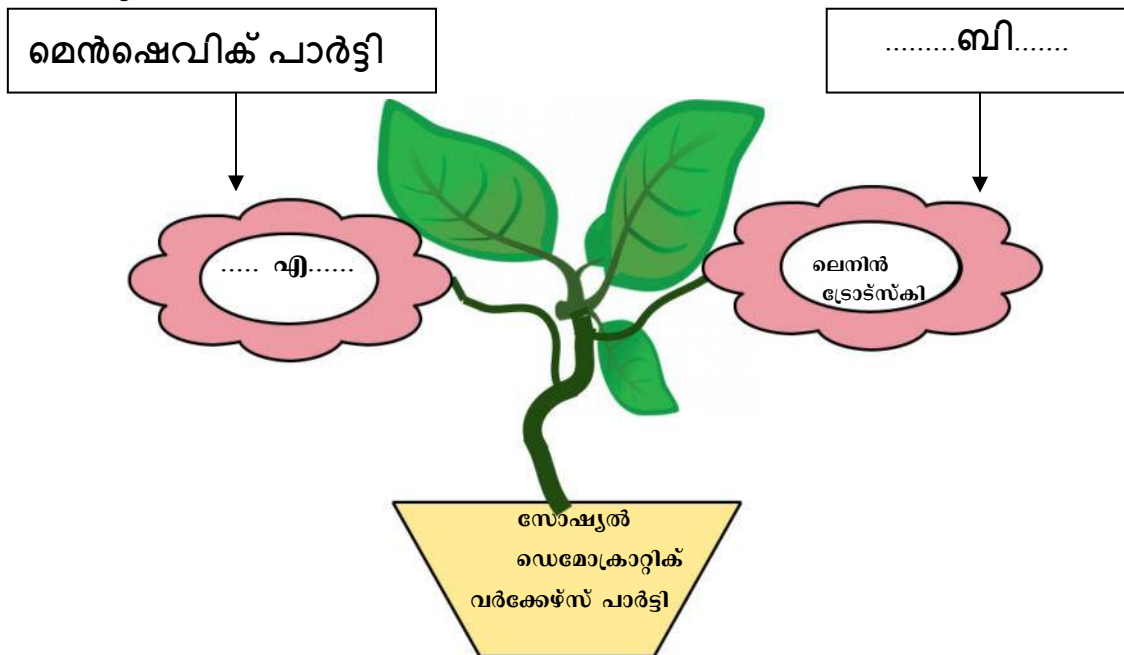 മെൻഷെവിക് പാർട്ടി
.........ബി.......
..... എ......
ലെനിൻ
ട്രോട്സ്കി
സോഷ്യൽ
ഡെമോക്രാറ്റിക്
വർക്കേഴ്സ് പാർട്ടി